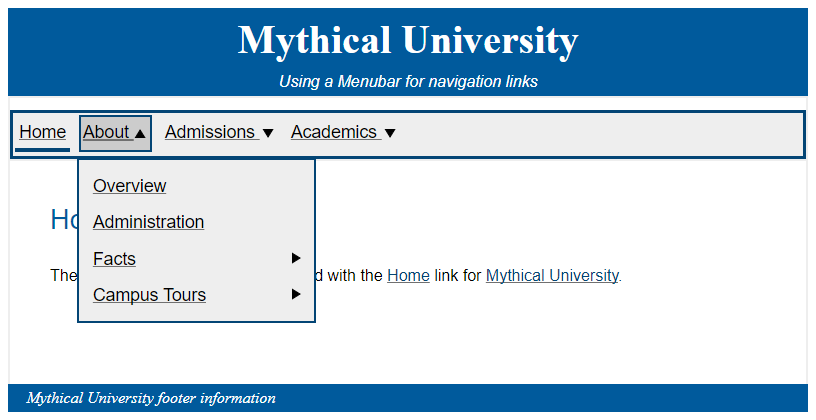 Mythical University
Using a Menubar for navigation links
Home About Admissions Academics
Overview
Administration
Facts
Campus Tours
The
with the Home link for Mythical University.
Mythical University footer information